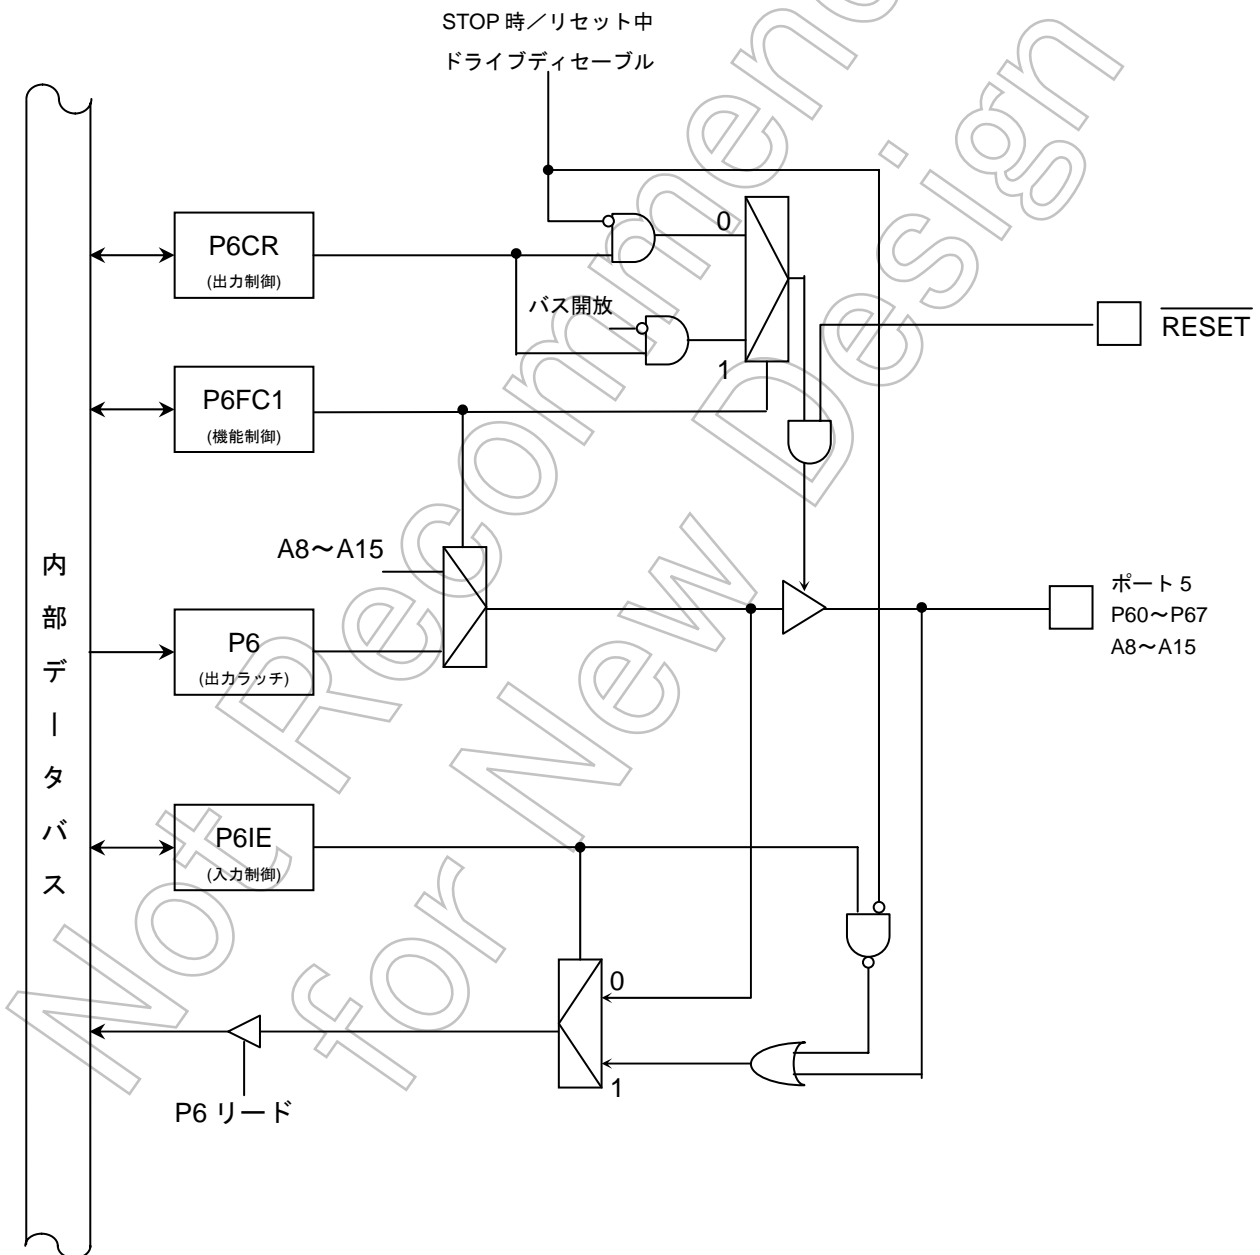 STOP 時／リセット中
ドライブディセーブル
P6CR
(出力制御)
0
バス開放
1
RESET
P6FC1
(機能制御)
A8～A15
P6
(出力ラッチ)
ポート 5
P60～P67
A8～A15
内部データバス
P6IE
(入力制御)
0
1
P6 リード
Not Recommended
for New Design